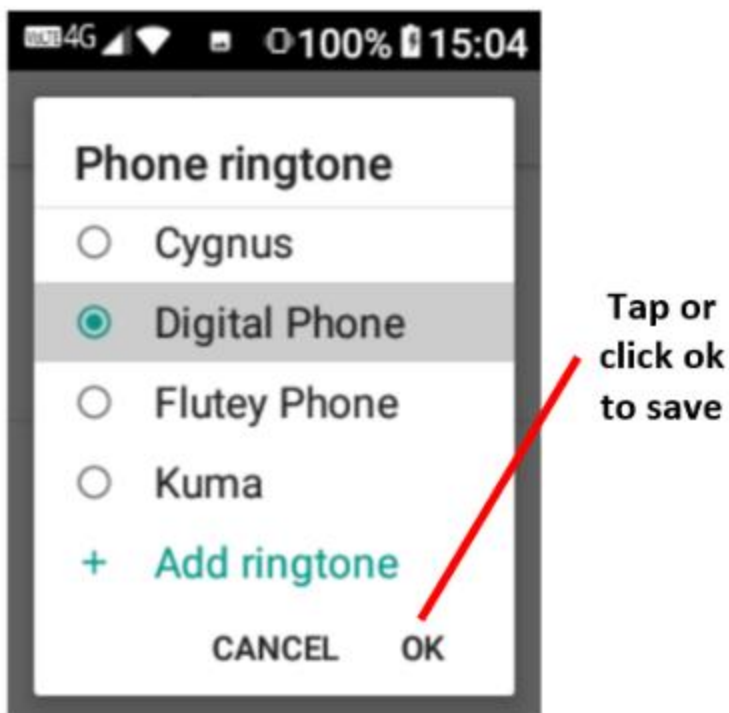 VoLTE 4G 100% 15:04
Phone ringtone
Cygnus
Digital Phone
Flutey Phone
Kuma
+ Add ringtone
CANCEL OK
Tap or
click ok
to save